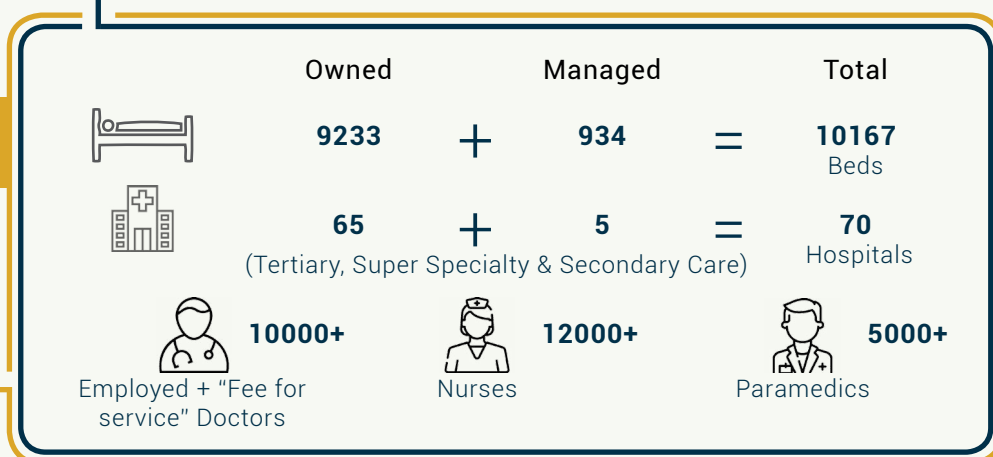 Owned Managed Total
9233 + 934 = 10167
Beds
65 + 5 = 70
(Tertiary, Super Specialty & Secondary Care) Hospitals
10000+ 12000+ 5000+
Employed + “Fee for Nurses Paramedics
service” Doctors